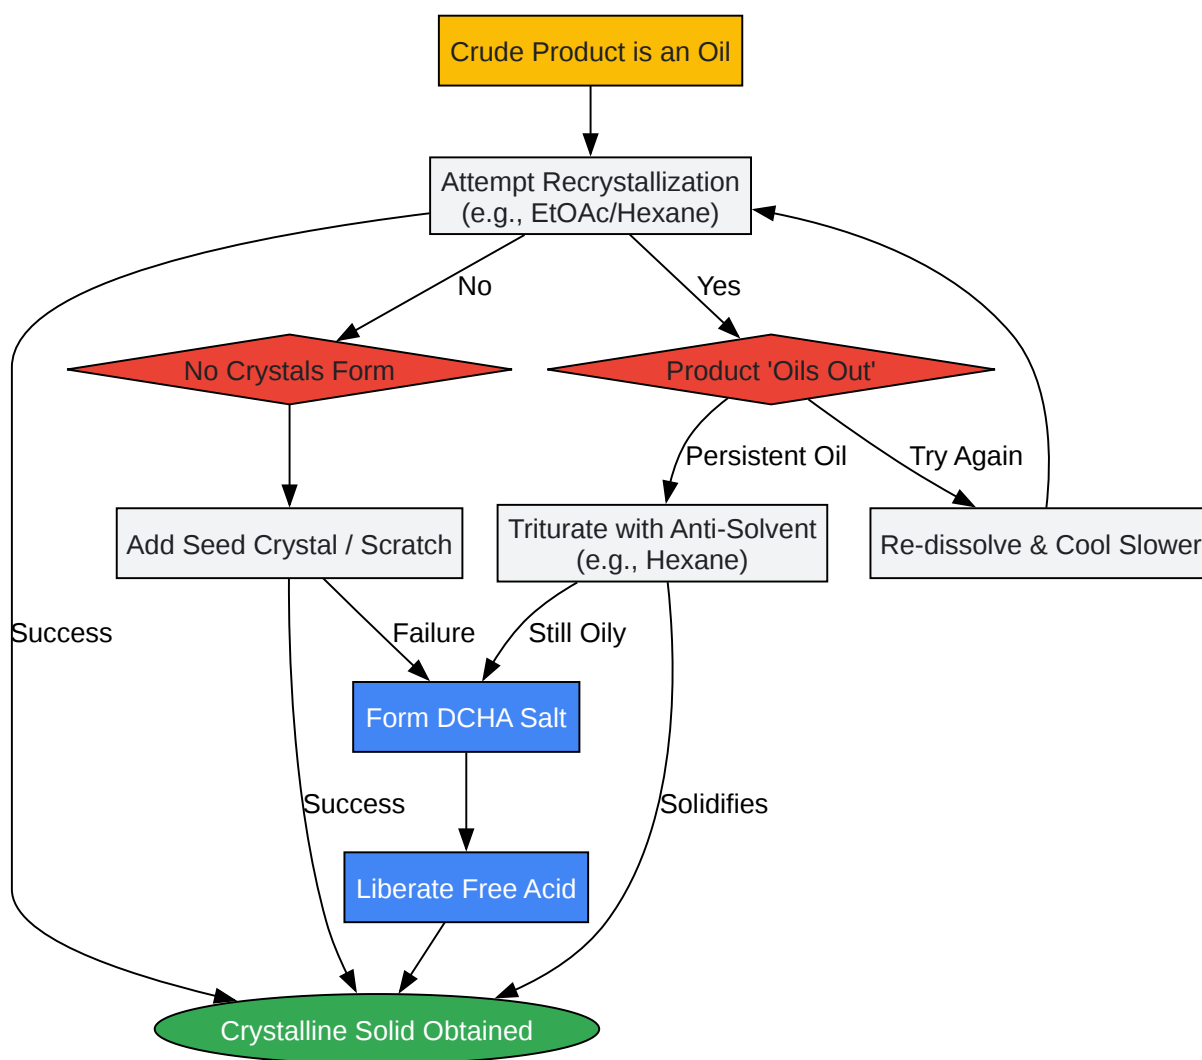 Crude Product is an Oil
Attempt Recrystallization
(e.g., EtOAc/Hexane)
No
Yes
No Crystals Form
Product 'Oils Out'
Persistent Oil
Try Again
Add Seed Crystal / Scratch
Triturate with Anti-Solvent
(e.g., Hexane)
Re-dissolve & Cool Slower
Success
Failure
Still Oily
Form DCHA Salt
Success
Solidifies
Liberate Free Acid
Crystalline Solid Obtained